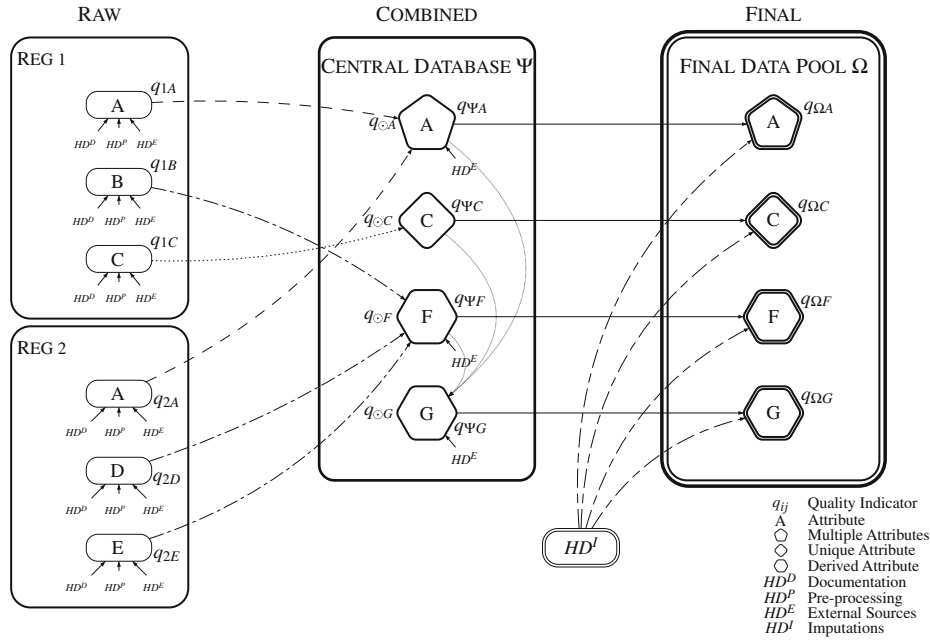 RAW
COMBINED
FINAL
REG 1
A
q1A
HD^D HD^P HD^E
B
q1B
HD^D HD^P HD^E
C
q1C
HD^D HD^P HD^E
REG 2
A
q2A
HD^D HD^P HD^E
D
q2D
HD^D HD^P HD^E
E
q2E
HD^D HD^P HD^E
CENTRAL DATABASE Ψ
q⊙A
A
qΨA
HD^E
q⊙C
C
qΨC
q⊙F
F
qΨF
HD^E
q⊙G
G
qΨG
HD^E
FINAL DATA POOL Ω
A
qΩA
C
qΩC
F
qΩF
G
qΩG
HD^I
qij Quality Indicator
A Attribute
Multiple Attributes
Unique Attribute
Derived Attribute
HD^D Documentation
HD^P Pre-processing
HD^E External Sources
HD^I Imputations